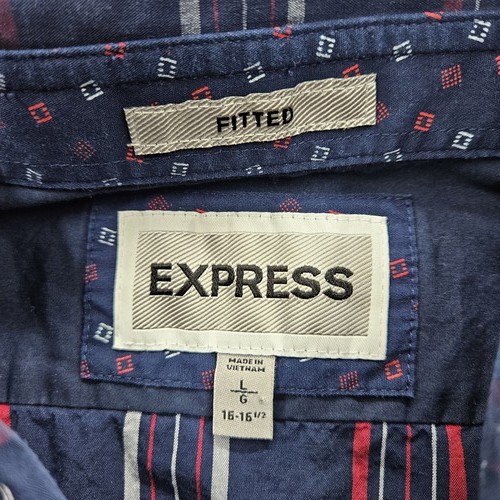 FITTED
EXPRESS
MADE IN
VIETNAM
L
G
16-16 1/2